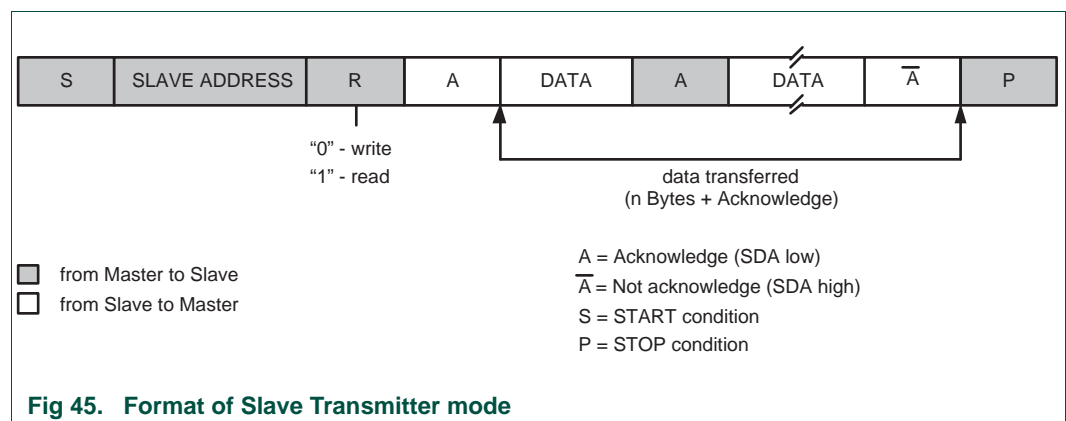 S SLAVE ADDRESS R A DATA A DATA A̅ P
“0” - write
“1” - read
data transferred
(n Bytes + Acknowledge)
from Master to Slave
from Slave to Master
A = Acknowledge (SDA low)
A̅ = Not acknowledge (SDA high)
S = START condition
P = STOP condition
Fig 45. Format of Slave Transmitter mode